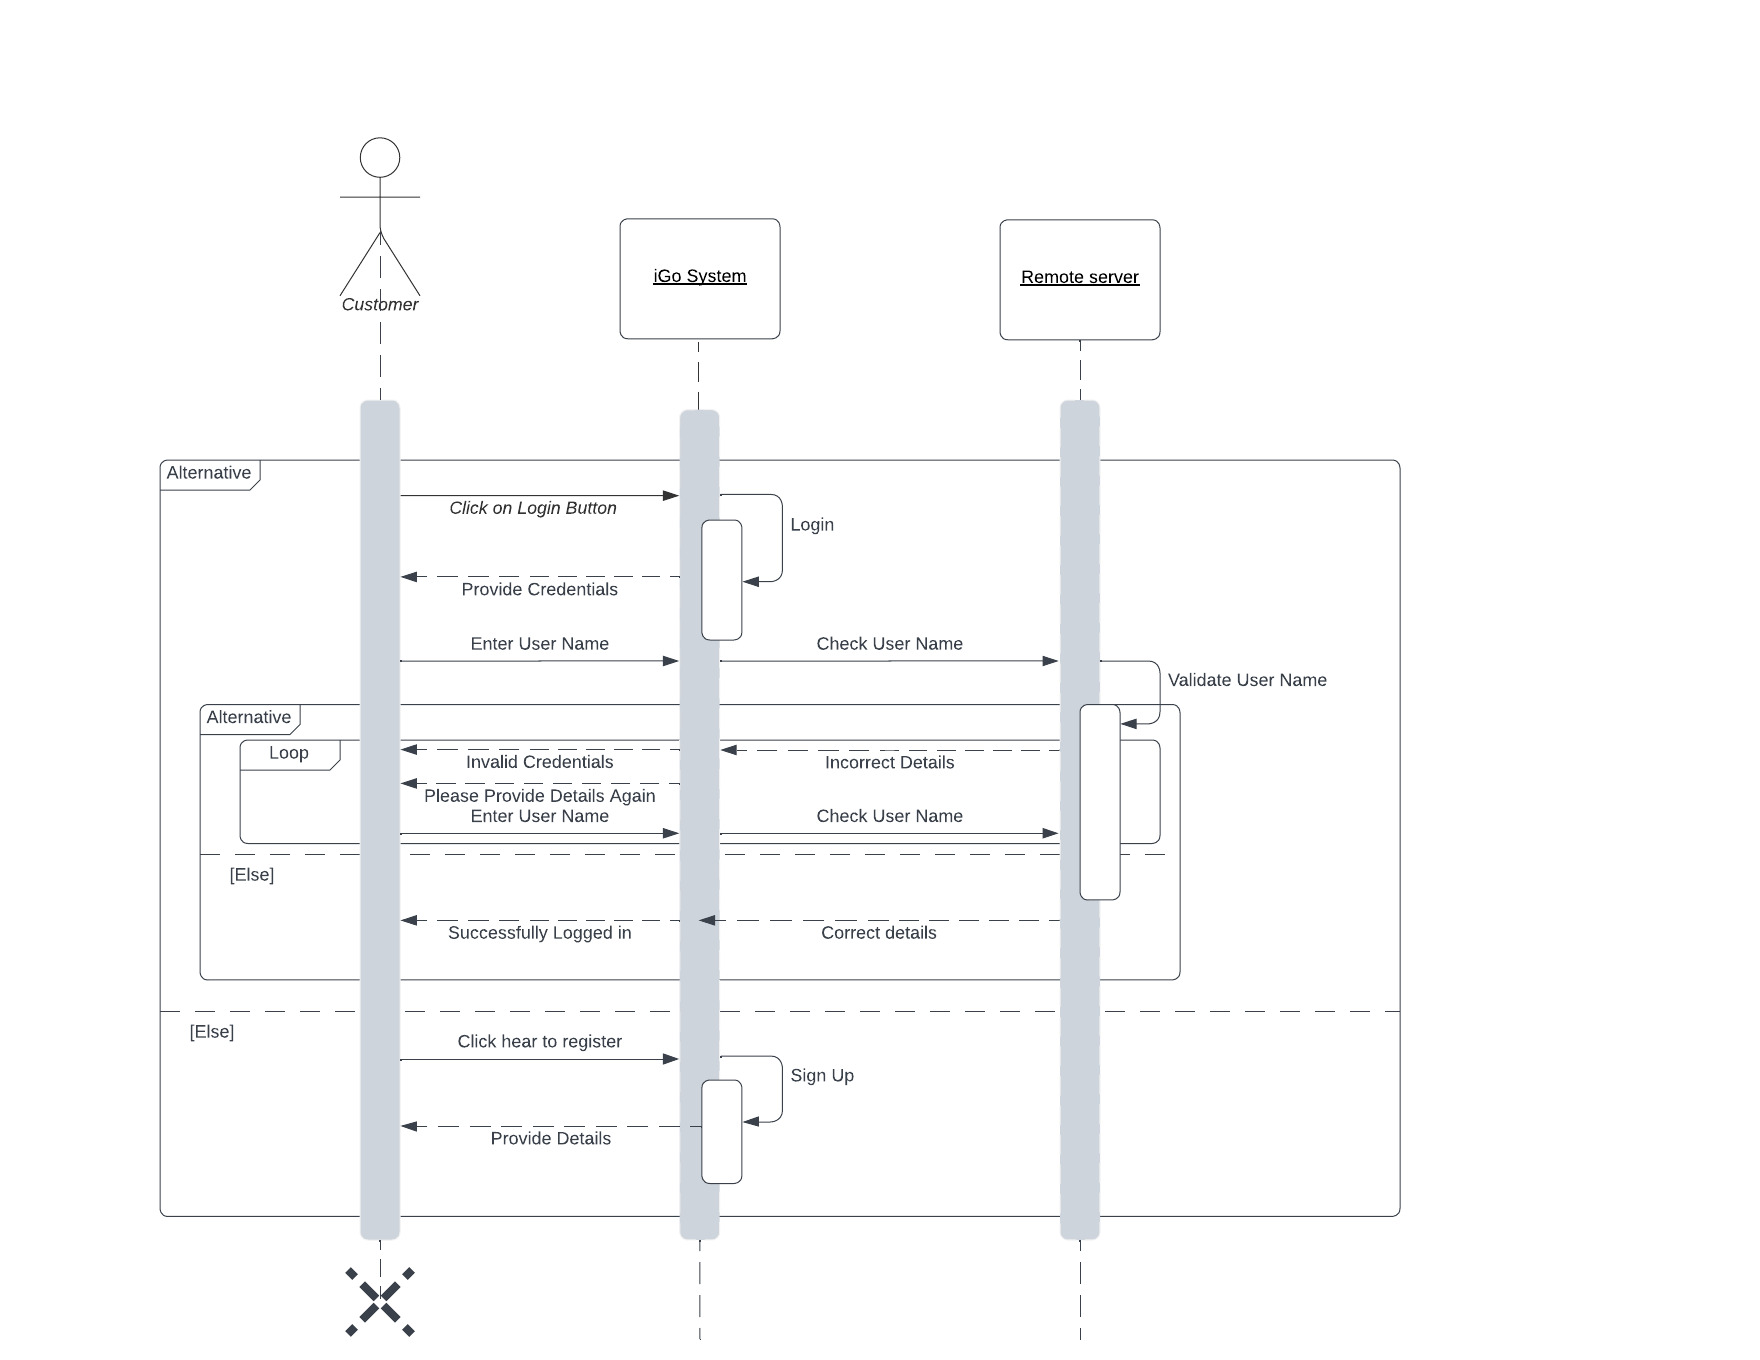 Customer
iGo System
Remote server
Alternative
Click on Login Button
Login
Provide Credentials
Enter User Name
Check User Name
Validate User Name
Alternative
Loop
Invalid Credentials
Incorrect Details
Please Provide Details Again
Enter User Name
Check User Name
[Else]
Successfully Logged in
Correct details
[Else]
Click hear to register
Sign Up
Provide Details